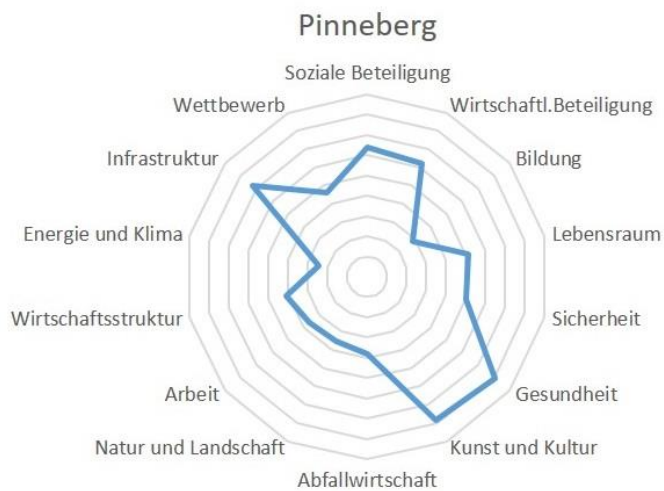 Pinneberg
Soziale Beteiligung
Wirtschaftl.Beteiligung
Bildung
Lebensraum
Sicherheit
Gesundheit
Kunst und Kultur
Abfallwirtschaft
Natur und Landschaft
Arbeit
Wirtschaftsstruktur
Energie und Klima
Infrastruktur
Wettbewerb